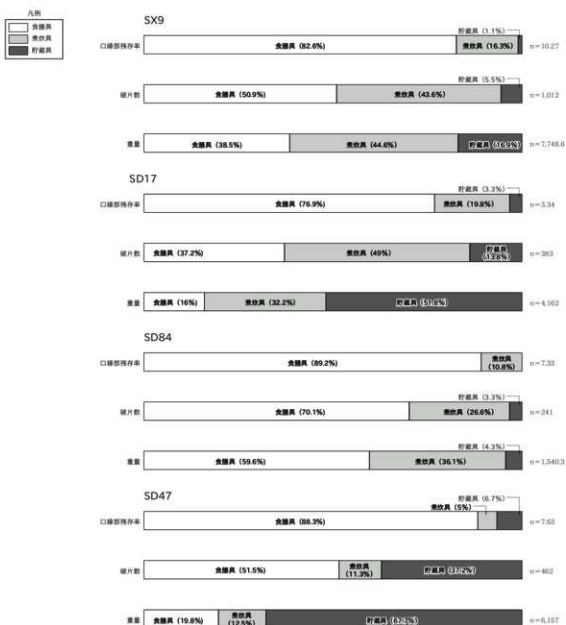 凡例
食膳具
煮炊具
貯蔵具
SX9
貯蔵具 (1.1%)
口縁部残存率 食膳具 (82.6%) 煮炊具 (16.3%) n=10.27
貯蔵具 (5.5%)
破片数 食膳具 (50.9%) 煮炊具 (43.6%) n=1,012
重量 食膳具 (38.5%) 煮炊具 (44.6%) 貯蔵具 (16.9%) n=7,748.6
SD17
貯蔵具 (3.3%)
口縁部残存率 食膳具 (76.9%) 煮炊具 (19.8%) n=3.34
破片数 食膳具 (37.2%) 煮炊具 (49%) 貯蔵具 (13.8%) n=383
重量 食膳具 (16%) 煮炊具 (32.2%) 貯蔵具 (51.8%) n=4,162
SD84
口縁部残存率 食膳具 (89.2%) 煮炊具 (10.8%) n=7.33
貯蔵具 (3.3%)
破片数 食膳具 (70.1%) 煮炊具 (26.6%) n=241
貯蔵具 (4.3%)
重量 食膳具 (59.6%) 煮炊具 (36.1%) n=1,540.3
SD47
貯蔵具 (6.7%)
煮炊具 (5%)
口縁部残存率 食膳具 (88.3%) n=7.63
破片数 食膳具 (51.5%) 煮炊具 (11.3%) 貯蔵具 (37.2%) n=462
重量 食膳具 (19.8%) 煮炊具 (12.5%) 貯蔵具 n=6,157